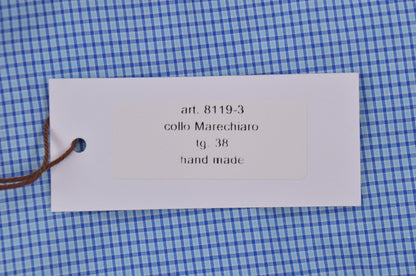 art. 8119-3
collo Marechiaro
tg. 38
hand made